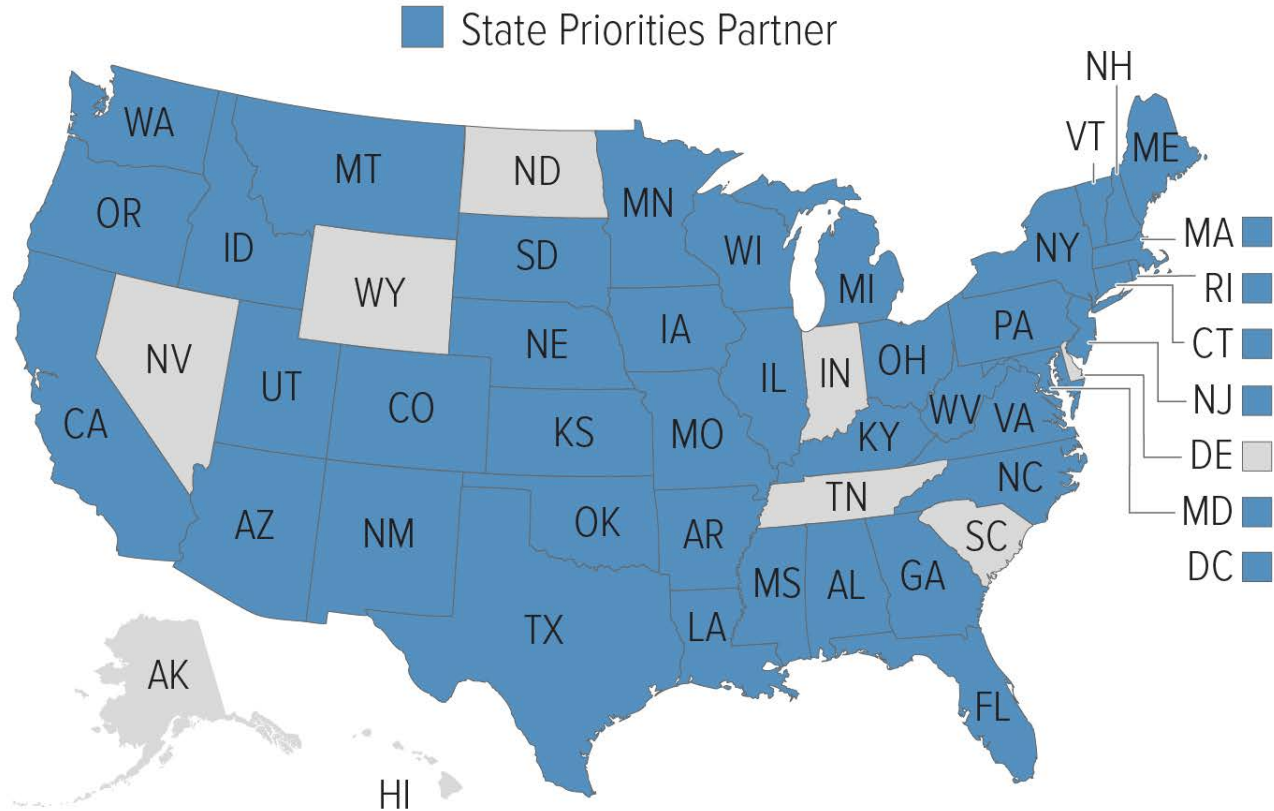 State Priorities Partner
NH
VT
ME
WA
MT
ND
MN
OR
ID
SD
WI
NY
MA
WY
MI
RI
NV
NE
IA
PA
CT
UT
CO
IL
IN
OH
NJ
CA
KS
MO
KY
WV
VA
DE
AZ
NM
OK
AR
TN
NC
MD
SC
DC
TX
LA
MS
AL
GA
AK
FL
HI